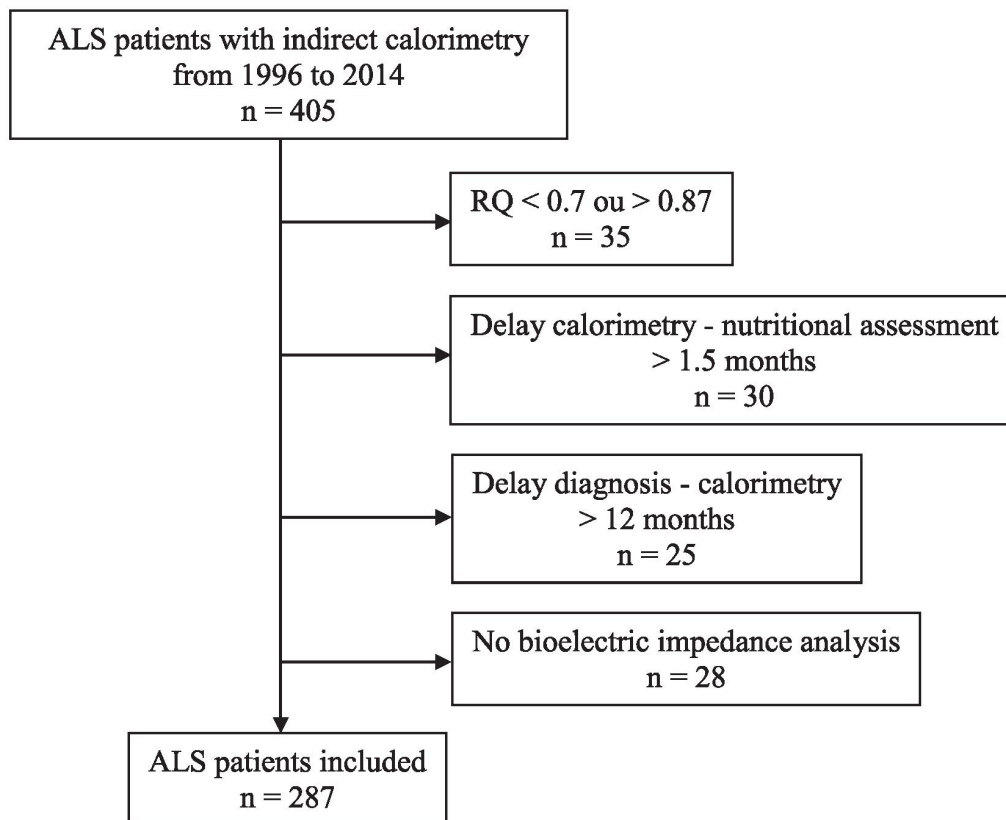 ALS patients with indirect calorimetry
from 1996 to 2014
n = 405
RQ < 0.7 ou > 0.87
n = 35
Delay calorimetry - nutritional assessment
> 1.5 months
n = 30
Delay diagnosis - calorimetry
> 12 months
n = 25
No bioelectric impedance analysis
n = 28
ALS patients included
n = 287